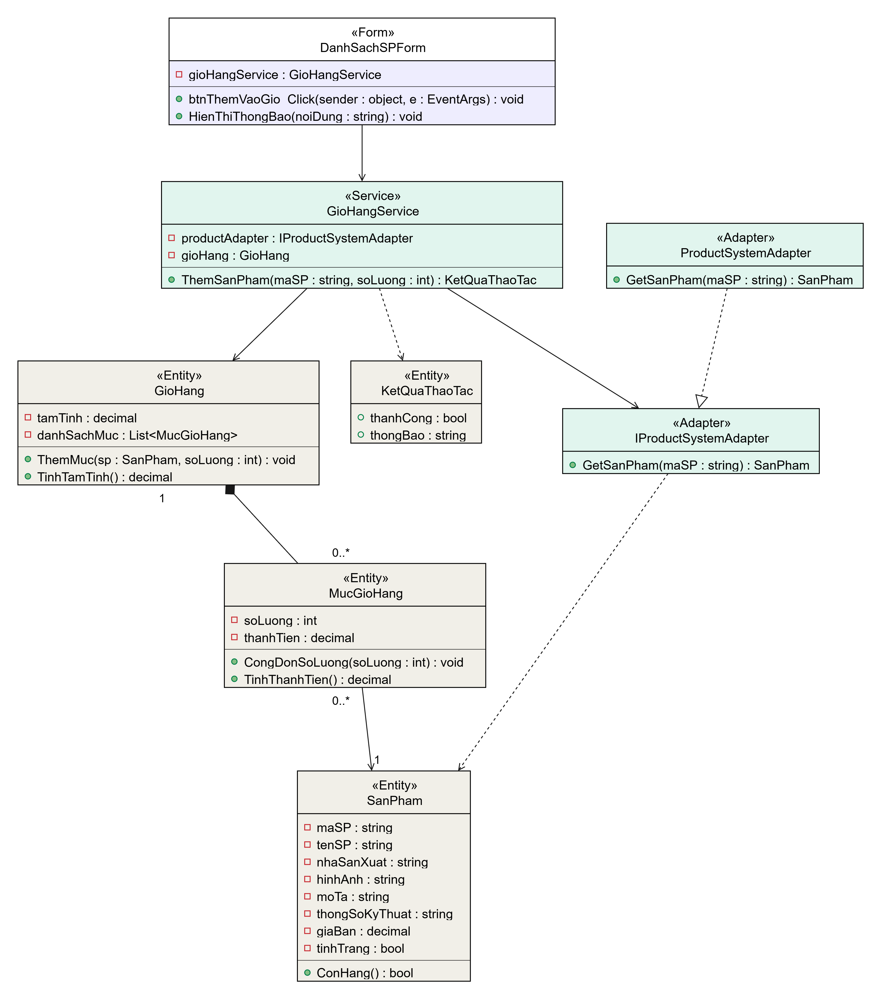 «Form»
DanhSachSPForm
gioHangService : GioHangService
btnThemVaoGio  Click(sender : object, e : EventArgs) : void
HienThiThongBao(noiDung : string) : void
«Service»
GioHangService
productAdapter : IProductSystemAdapter
gioHang : GioHang
ThemSanPham(maSP : string, soLuong : int) : KetQuaThaoTac
«Adapter»
ProductSystemAdapter
GetSanPham(maSP : string) : SanPham
«Entity»
GioHang
tamTinh : decimal
danhSachMuc : List<MucGioHang>
ThemMuc(sp : SanPham, soLuong : int) : void
TinhTamTinh() : decimal
«Entity»
KetQuaThaoTac
thanhCong : bool
thongBao : string
«Adapter»
IProductSystemAdapter
GetSanPham(maSP : string) : SanPham
1
0..*
«Entity»
MucGioHang
soLuong : int
thanhTien : decimal
CongDonSoLuong(soLuong : int) : void
TinhThanhTien() : decimal
0..*
1
«Entity»
SanPham
maSP : string
tenSP : string
nhaSanXuat : string
hinhAnh : string
moTa : string
thongSoKyThuat : string
giaBan : decimal
tinhTrang : bool
ConHang() : bool